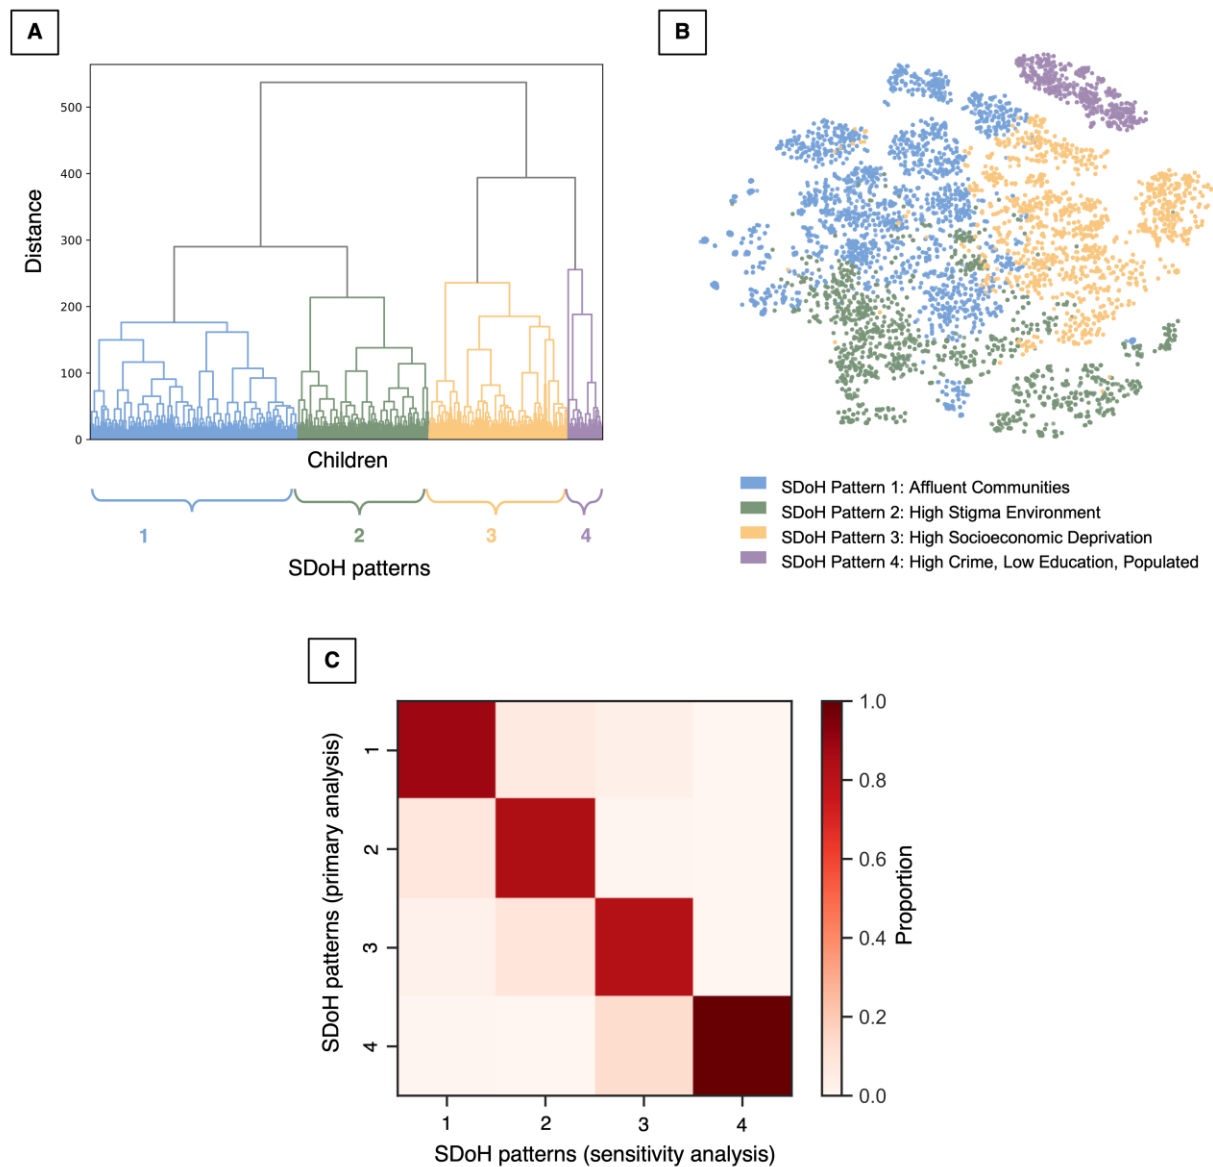 A
B
500
400
300
200
100
0
Distance
Children
1
2
3
4
SDoH patterns
SDoH Pattern 1: Affluent Communities
SDoH Pattern 2: High Stigma Environment
SDoH Pattern 3: High Socioeconomic Deprivation
SDoH Pattern 4: High Crime, Low Education, Populated
C
SDoH patterns (primary analysis)
1
2
3
4
1
2
3
4
SDoH patterns (sensitivity analysis)
1.0
0.8
0.6
0.4
0.2
0.0
Proportion